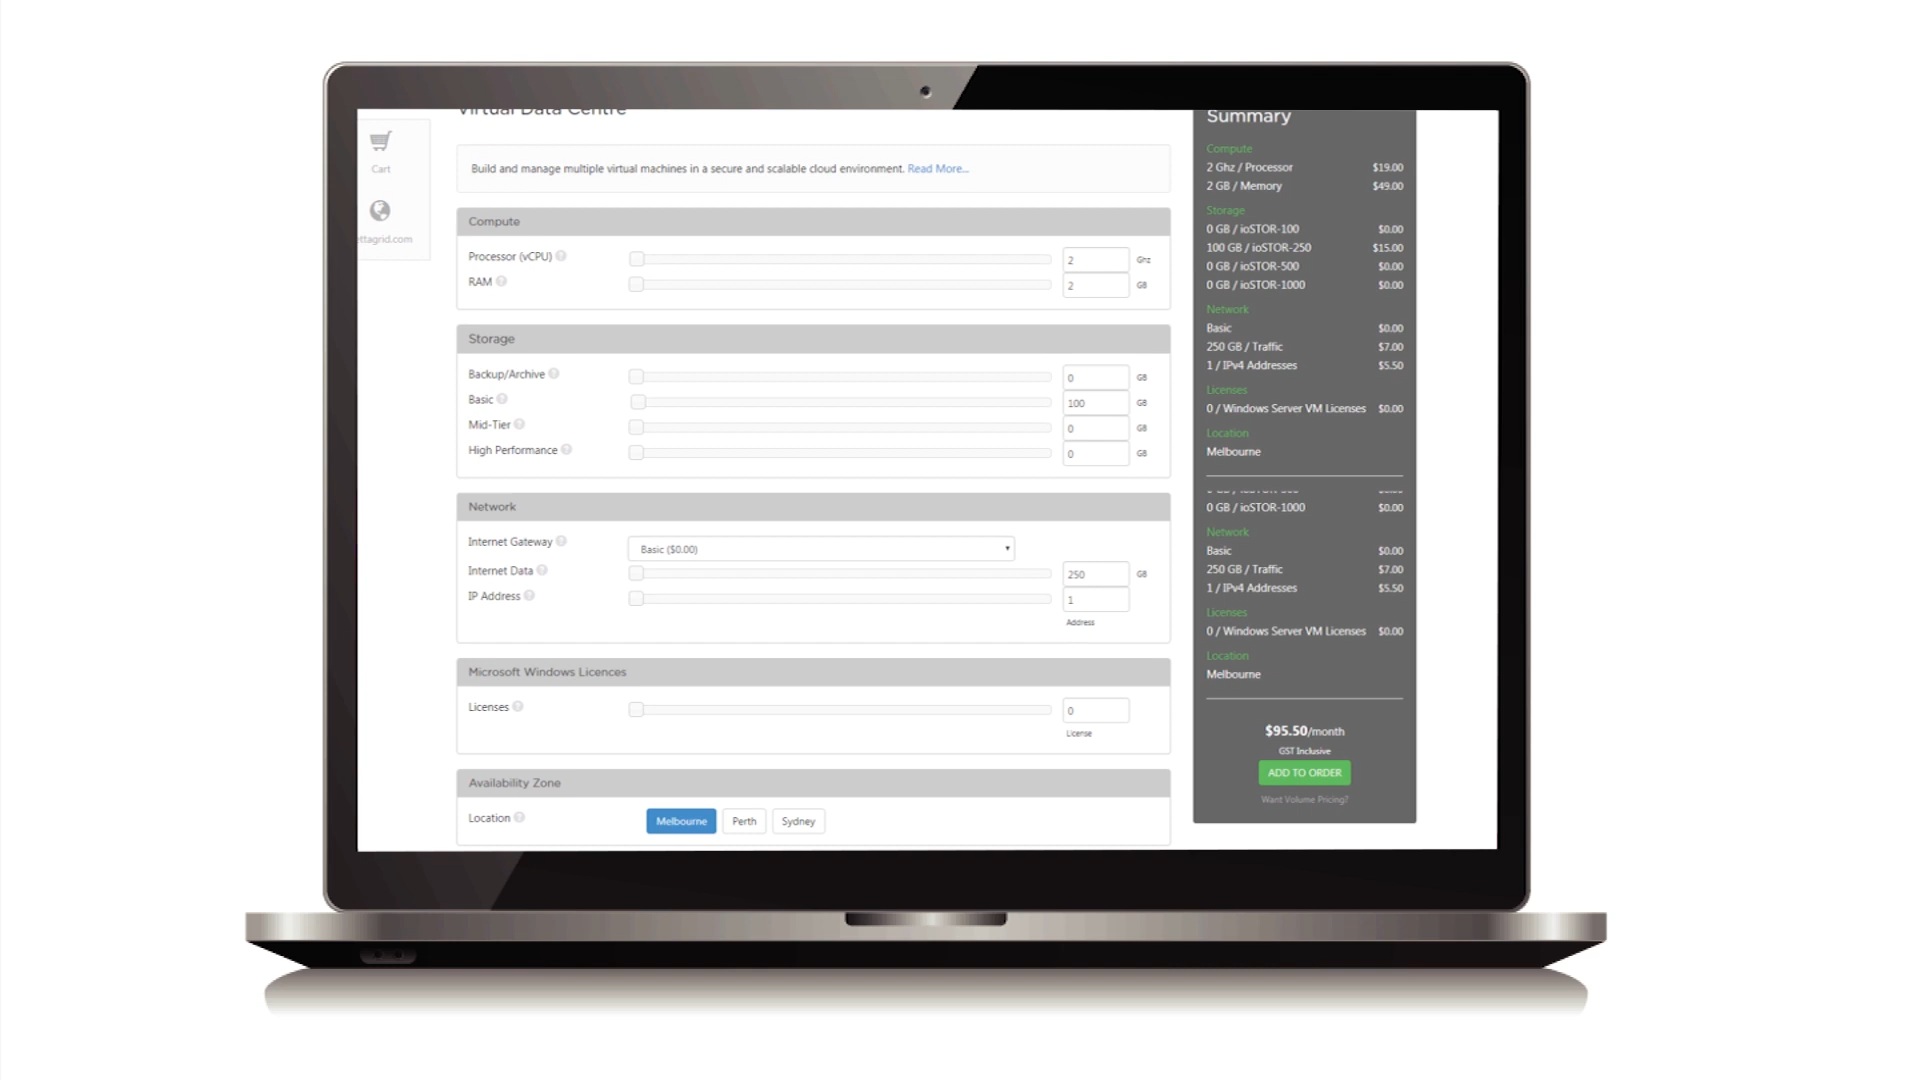 Virtual Data Centre
Cart
ettagrid.com
Build and manage multiple virtual machines in a secure and scalable cloud environment. Read More...
Compute
Processor (vCPU) ?
2 Ghz
RAM ?
2 GB
Storage
Backup/Archive ?
0 GB
Basic ?
100 GB
Mid-Tier ?
0 GB
High Performance ?
0 GB
Network
Internet Gateway ?
Basic ($0.00)
Internet Data ?
250 GB
IP Address ?
1
Address
Microsoft Windows Licences
Licenses ?
0
License
Availability Zone
Location ?
Melbourne Perth Sydney
Summary
Compute
2 Ghz / Processor $19.00
2 GB / Memory $49.00
Storage
0 GB / ioSTOR-100 $0.00
100 GB / ioSTOR-250 $15.00
0 GB / ioSTOR-500 $0.00
0 GB / ioSTOR-1000 $0.00
Network
Basic $0.00
250 GB / Traffic $7.00
1 / IPv4 Addresses $5.50
Licenses
0 / Windows Server VM Licenses $0.00
Location
Melbourne
0 GB / ioSTOR-1000 $0.00
Network
Basic $0.00
250 GB / Traffic $7.00
1 / IPv4 Addresses $5.50
Licenses
0 / Windows Server VM Licenses $0.00
Location
Melbourne
$95.50/month
GST Inclusive
ADD TO ORDER
Want Volume Pricing?